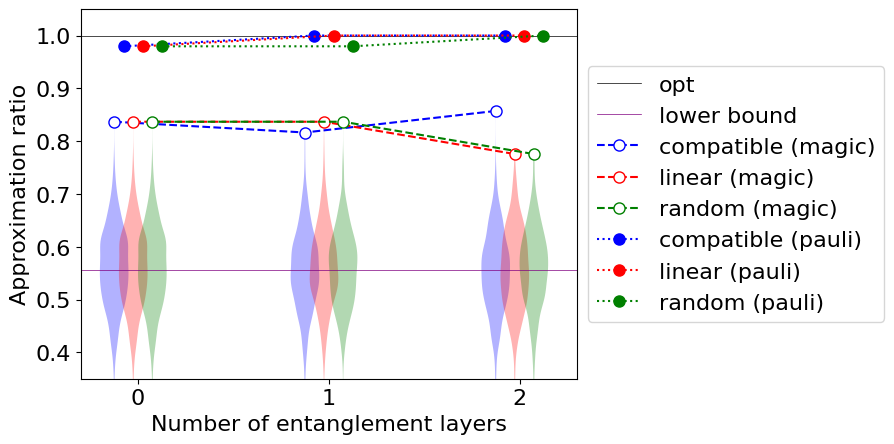 Approximation ratio
1.0
0.9
0.8
0.7
0.6
0.5
0.4
0
1
2
Number of entanglement layers
opt
lower bound
compatible (magic)
linear (magic)
random (magic)
compatible (pauli)
linear (pauli)
random (pauli)